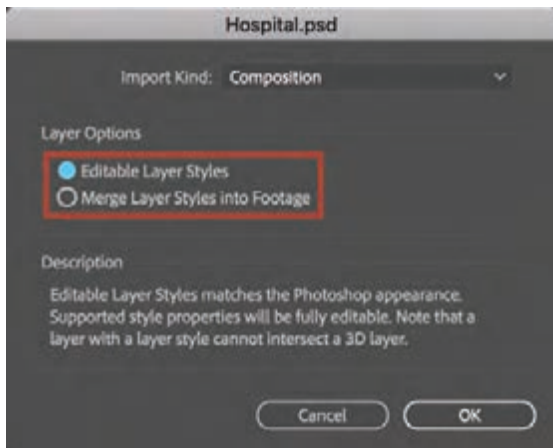 Hospital.psd
Import Kind: Composition
Layer Options
Editable Layer Styles
Merge Layer Styles into Footage
Description
Editable Layer Styles matches the Photoshop appearance.
Supported style properties will be fully editable. Note that a
layer with a layer style cannot intersect a 3D layer.
Cancel OK